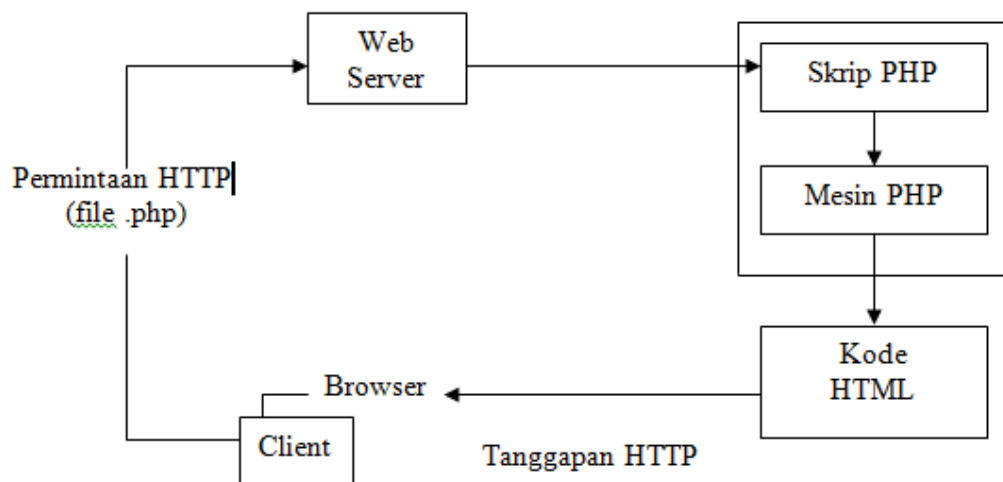 Web
Server
Skrip PHP
Permintaan HTTP
(file .php)
Mesin PHP
Kode
HTML
Browser
Client
Tanggapan HTTP